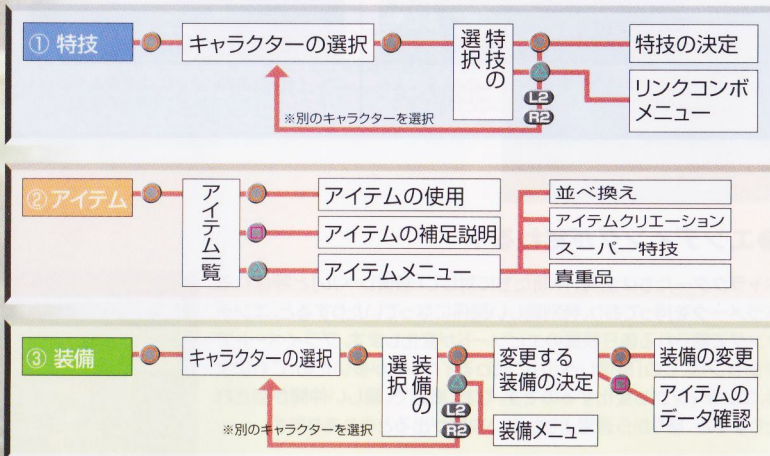 ① 特技
キャラクターの選択
特技の
選択
特技の決定
リンクコンボ
メニュー
L2
R2
※別のキャラクターを選択
② アイテム
アイテム一覧
アイテムの使用
アイテムの補足説明
アイテムメニュー
並べ換え
アイテムクリエーション
スーパー特技
貴重品
③ 装備
キャラクターの選択
装備の
選択
変更する
装備の決定
装備の変更
アイテムの
データ確認
L2
R2
装備メニュー
※別のキャラクターを選択